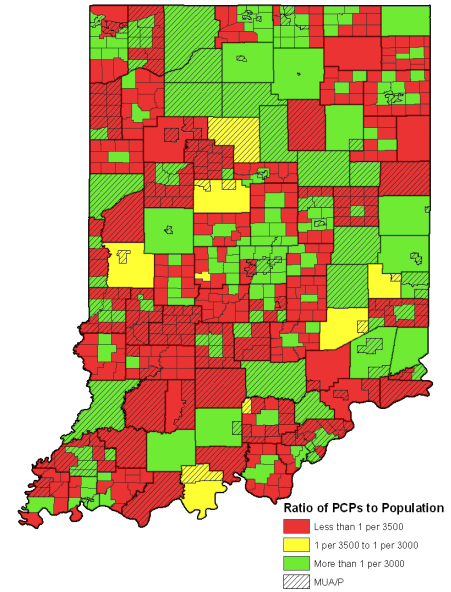 Ratio of PCPs to Population
Less than 1 per 3500
1 per 3500 to 1 per 3000
More than 1 per 3000
MUA/P